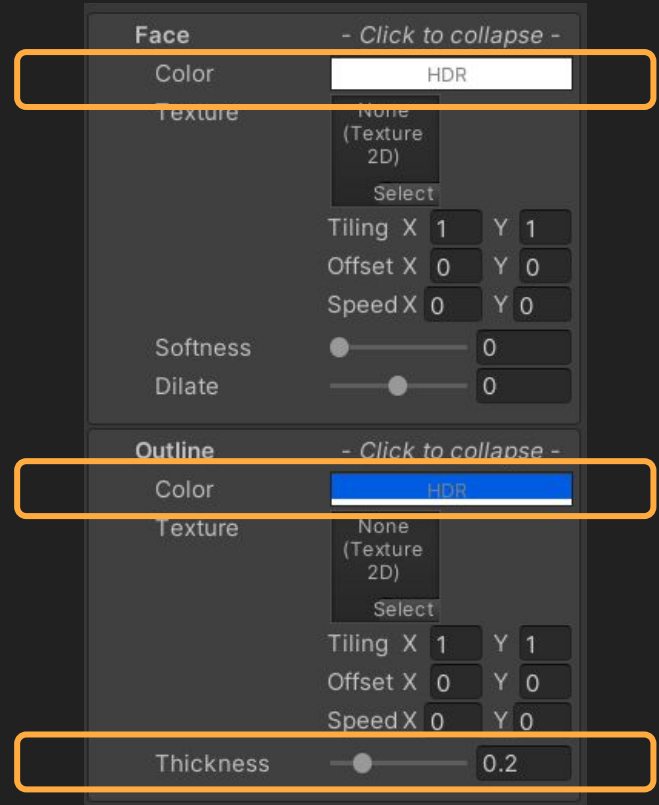 Face - Click to collapse -
Color HDR
Texture None
(Texture
2D)
Select
Tiling X 1 Y 1
Offset X 0 Y 0
Speed X 0 Y 0
Softness 0
Dilate 0
Outline - Click to collapse -
Color HDR
Texture None
(Texture
2D)
Select
Tiling X 1 Y 1
Offset X 0 Y 0
Speed X 0 Y 0
Thickness 0.2